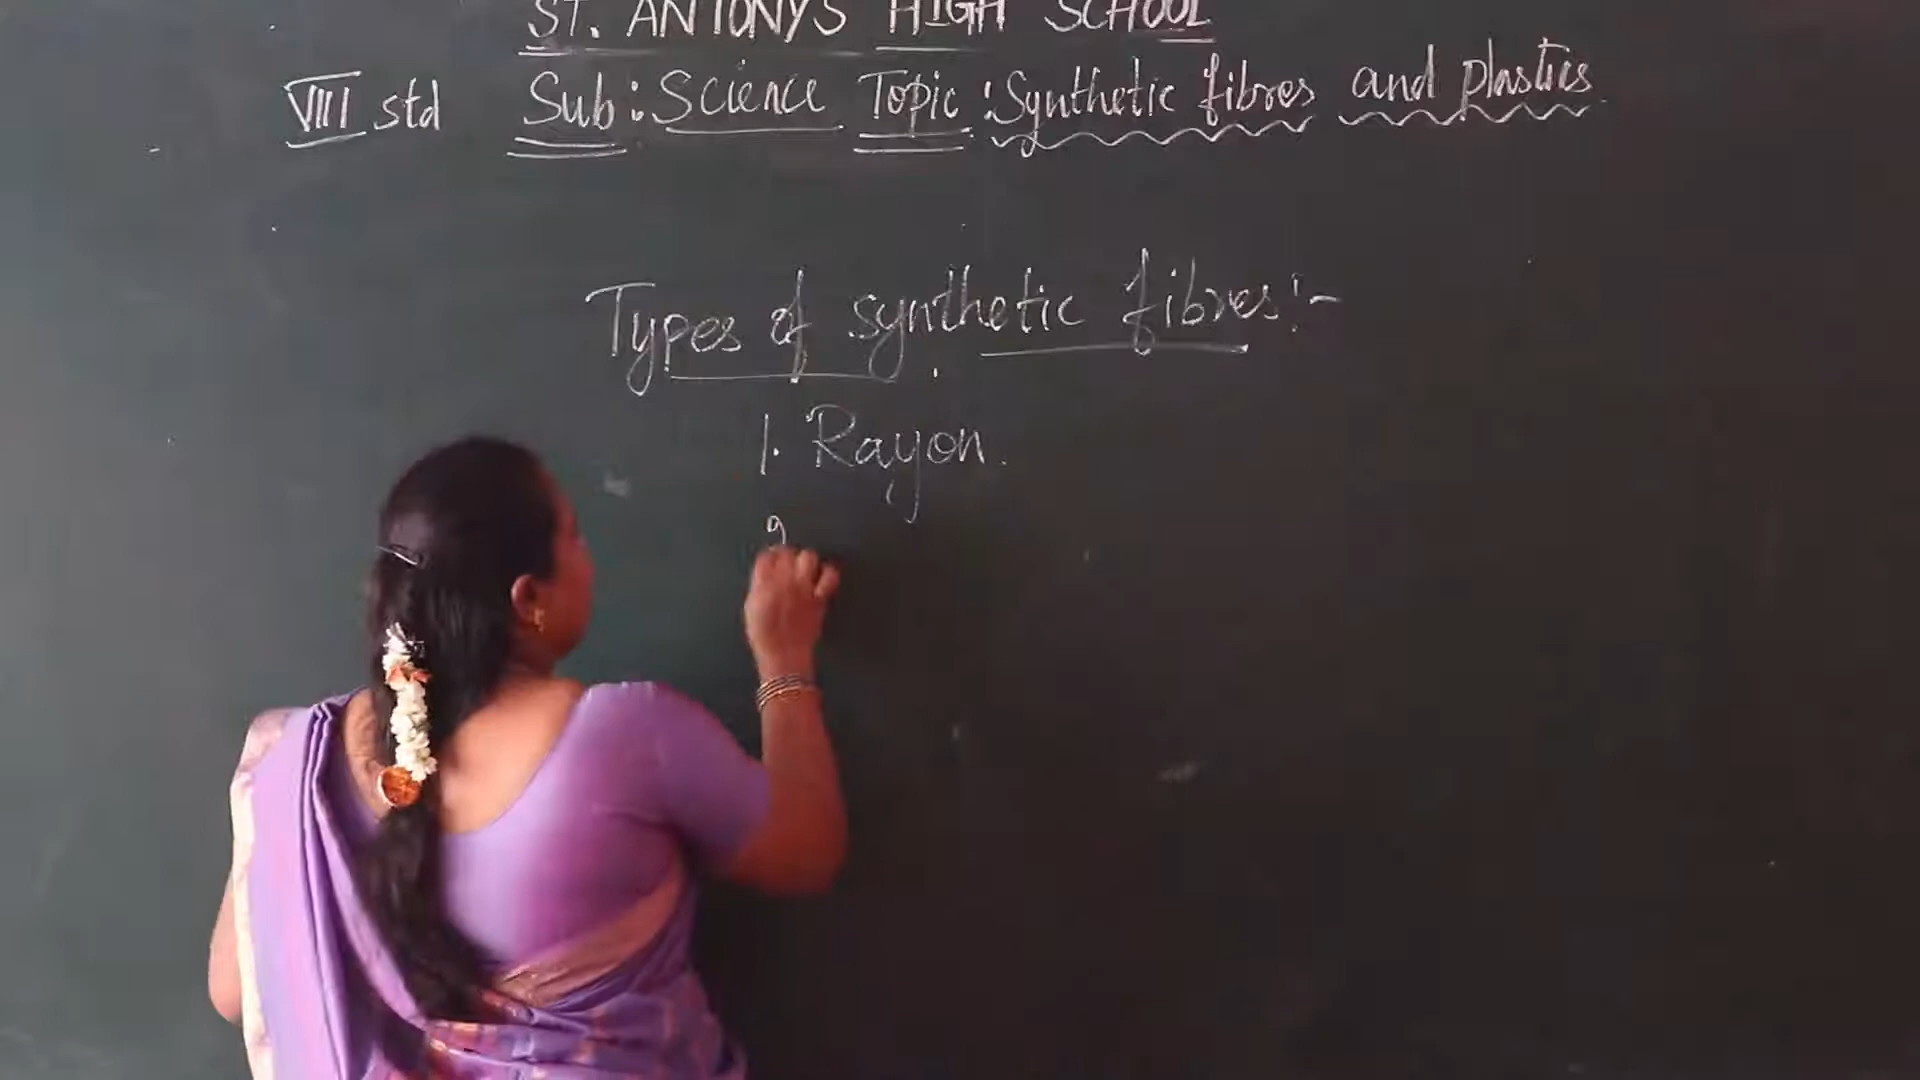 ST. ANTONYS HIGH SCHOOL
VIII std Sub: Science Topic: Synthetic fibres and plastics
Types of synthetic fibres:-
1. Rayon.
2